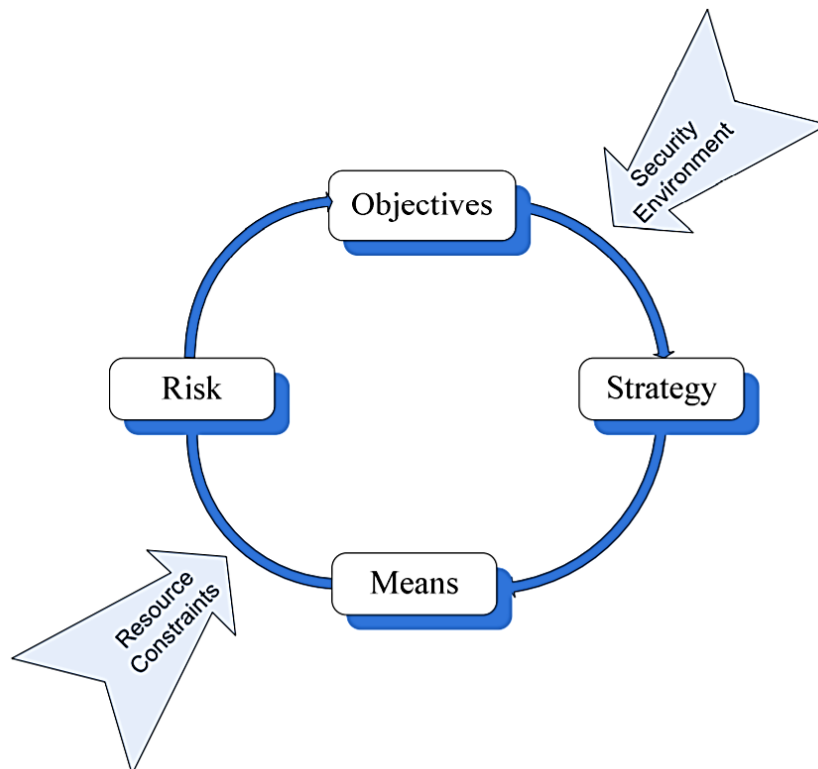 Security
Environment
Objectives
Risk
Strategy
Means
Resource
Constraints